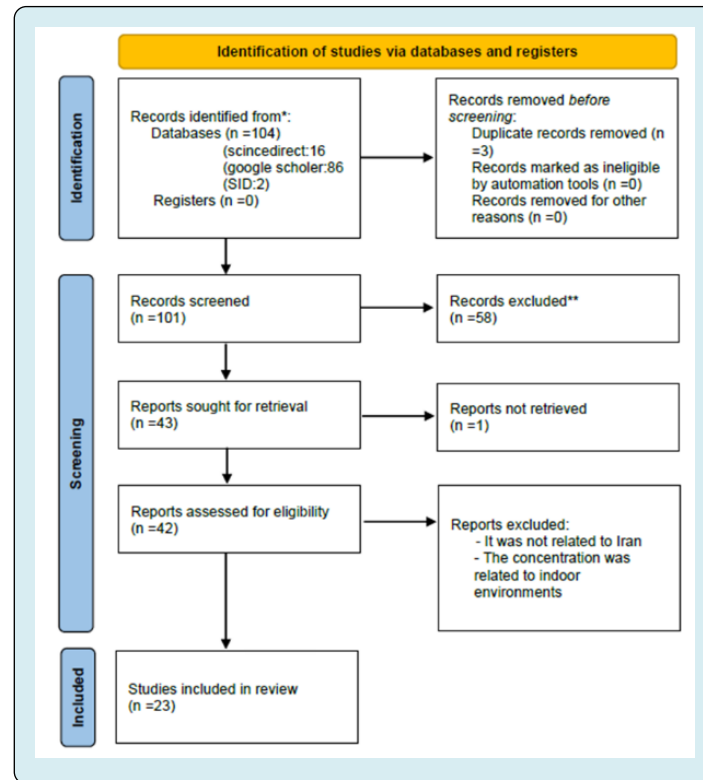 Identification of studies via databases and registers
Identification
Records identified from*:
Databases (n =104)
(scincedirect:16
(google scholer:86
(SID:2)
Registers (n =0)
Records removed before
screening:
Duplicate records removed (n
=3)
Records marked as ineligible
by automation tools (n =0)
Records removed for other
reasons (n =0)
Screening
Records screened
(n =101)
Records excluded**
(n =58)
Reports sought for retrieval
(n =43)
Reports not retrieved
(n =1)
Reports assessed for eligibility
(n =42)
Reports excluded:
- It was not related to Iran
- The concentration was
related to indoor
environments
Included
Studies included in review
(n =23)